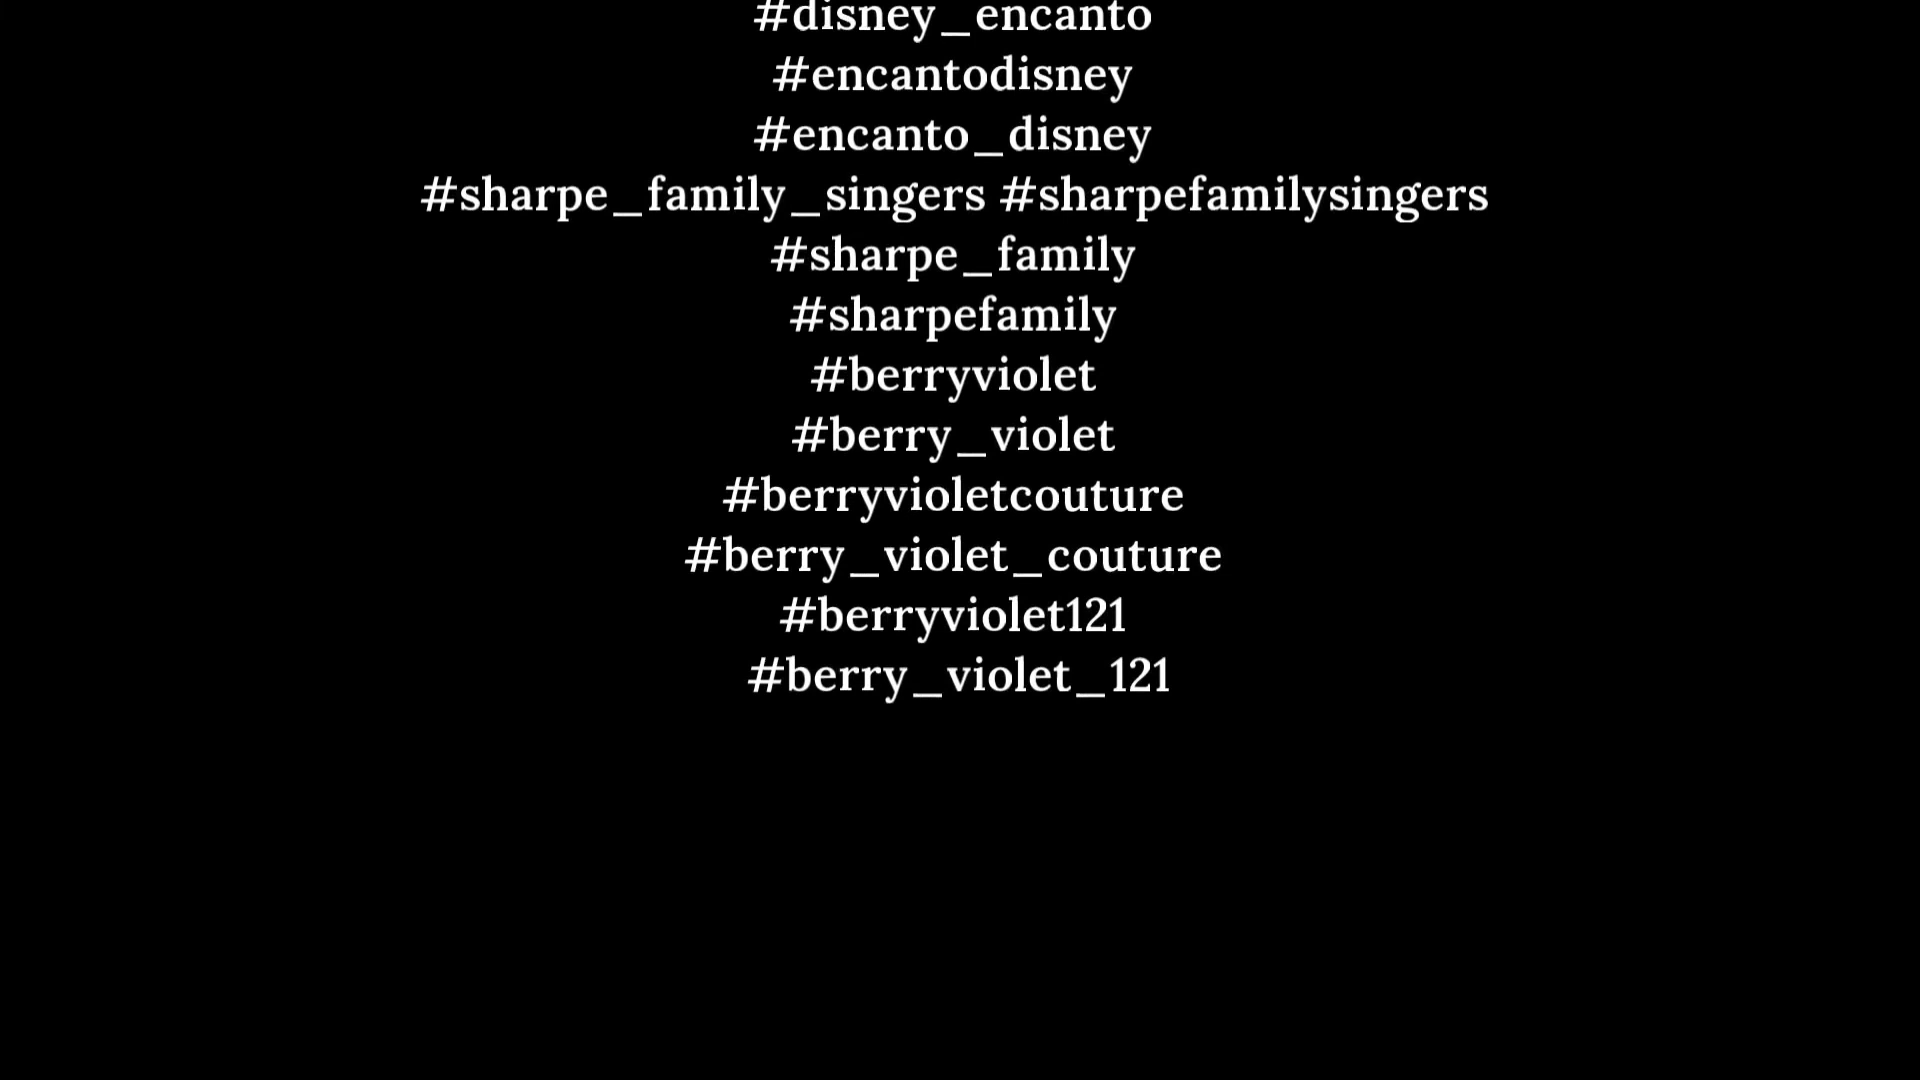 #disney_encanto
#encantodisney
#encanto_disney
#sharpe_family_singers #sharpefamilysingers
#sharpe_family
#sharpefamily
#berryviolet
#berry_violet
#berryvioletcouture
#berry_violet_couture
#berryviolet121
#berry_violet_121